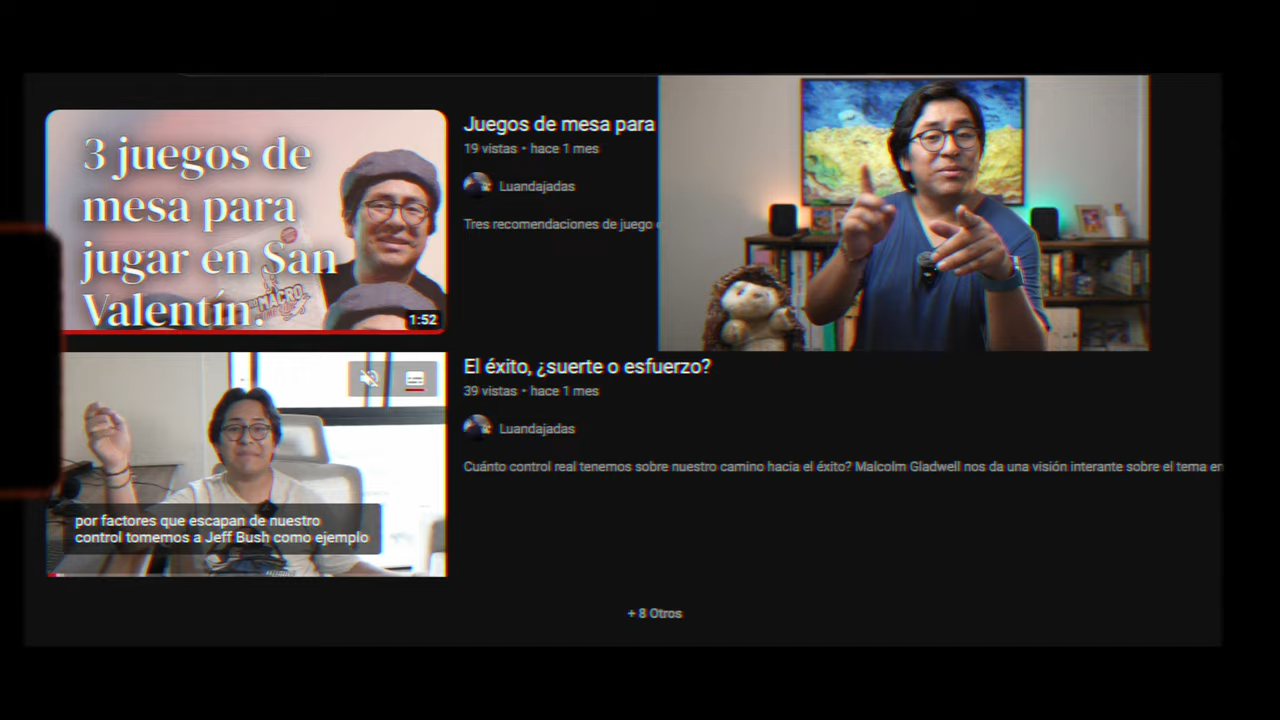 3 juegos de
mesa para
jugar en San
Valentín.
MACRO
1:52
Juegos de mesa para
19 vistas • hace 1 mes
Luandajadas
Tres recomendaciones de juego
por factores que escapan de nuestro
control tomemos a Jeff Bush como ejemplo
El éxito, ¿suerte o esfuerzo?
39 vistas • hace 1 mes
Luandajadas
Cuánto control real tenemos sobre nuestro camino hacia el éxito? Malcolm Gladwell nos da una visión interante sobre el tema en
+ 8 Otros